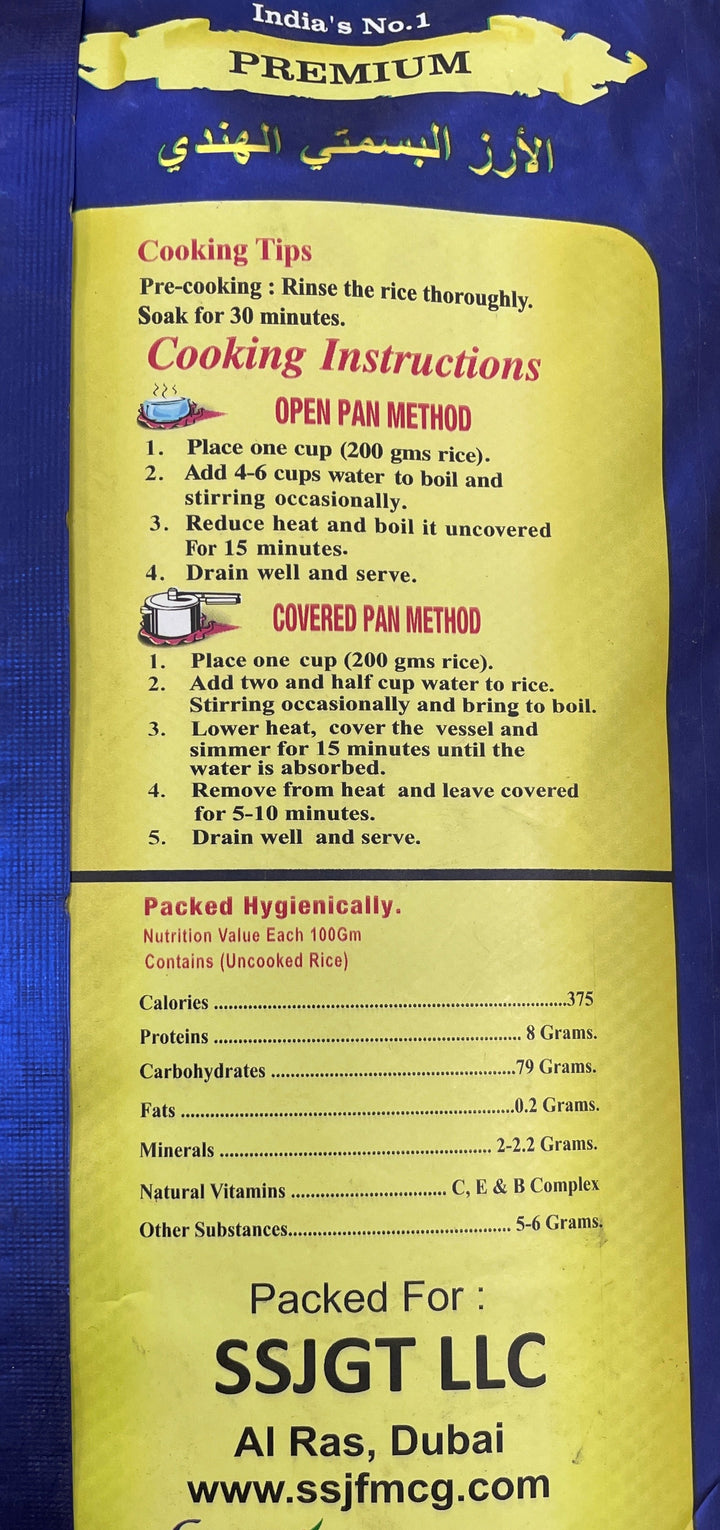 India's No.1
PREMIUM
الأرز البسمتي الهندي
Cooking Tips
Pre-cooking : Rinse the rice thoroughly.
Soak for 30 minutes.
Cooking Instructions
OPEN PAN METHOD
1. Place one cup (200 gms rice).
2. Add 4-6 cups water to boil and
stirring occasionally.
3. Reduce heat and boil it uncovered
For 15 minutes.
4. Drain well and serve.
COVERED PAN METHOD
1. Place one cup (200 gms rice).
2. Add two and half cup water to rice.
Stirring occasionally and bring to boil.
3. Lower heat, cover the vessel and
simmer for 15 minutes until the
water is absorbed.
4. Remove from heat and leave covered
for 5-10 minutes.
5. Drain well and serve.
Packed Hygienically.
Nutrition Value Each 100Gm
Contains (Uncooked Rice)
Calories ........................................375
Proteins ........................................ 8 Grams.
Carbohydrates ........................................79 Grams.
Fats ........................................0.2 Grams.
Minerals ........................................ 2-2.2 Grams.
Natural Vitamins ........................................ C, E & B Complex
Other Substances........................................ 5-6 Grams.
Packed For :
SSJGT LLC
Al Ras, Dubai
www.ssjfmcg.com